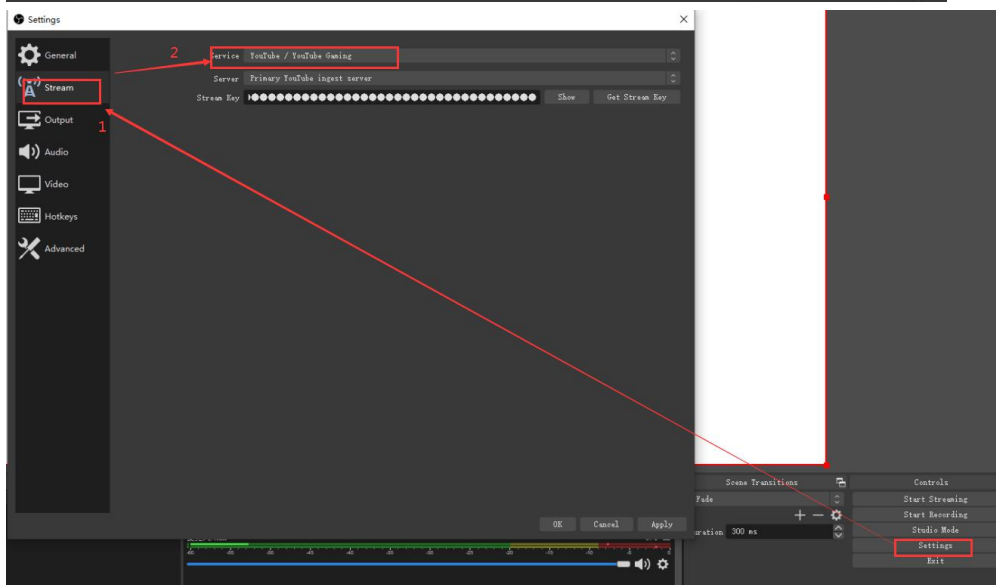 Settings
General
Stream
Output
Audio
Video
Hotkeys
Advanced
1
2
Service YouTube / YouTube Gaming
Server Primary YouTube ingest server
Stream Key Show Get Stream Key
OK Cancel Apply
Scene Transitions
Fade
300 ms
Controls
Start Streaming
Start Recording
Studio Mode
Settings
Exit